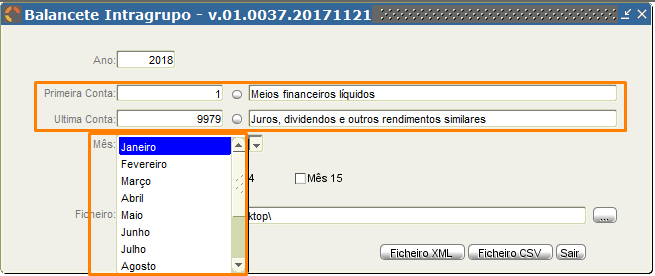 Balancete Intragrupo - v.01.0037.20171121
Ano: 2018
Primeira Conta: 1 Meios financeiros líquidos
Ultima Conta: 9979 Juros, dividendos e outros rendimentos similares
Mês: Janeiro
Fevereiro
Março 4 Mês 15
Abril
Maio
Ficheiro: ktop\ ...
Junho
Julho
Agosto
Ficheiro XML Ficheiro CSV Sair